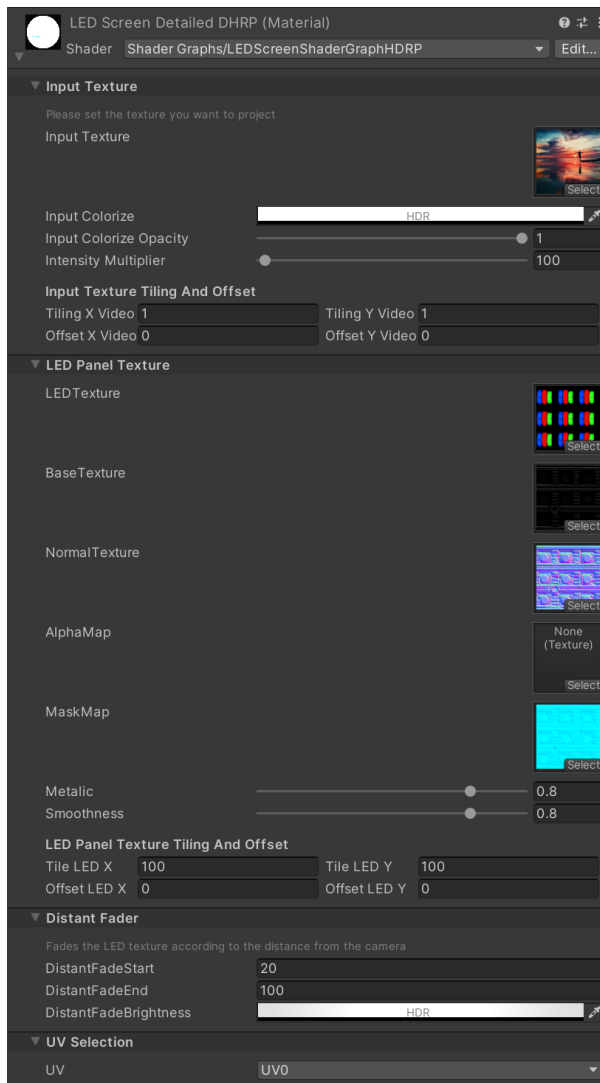 LED Screen Detailed DHRP (Material)
Shader Shader Graphs/LEDScreenShaderGraphHDRP Edit...
Input Texture
Please set the texture you want to project
Input Texture
Select
Input Colorize HDR
Input Colorize Opacity 1
Intensity Multiplier 100
Input Texture Tiling And Offset
Tiling X Video 1 Tiling Y Video 1
Offset X Video 0 Offset Y Video 0
LED Panel Texture
LEDTexture
Select
BaseTexture
Select
NormalTexture
Select
AlphaMap None
(Texture)
Select
MaskMap
Select
Metalic 0.8
Smoothness 0.8
LED Panel Texture Tiling And Offset
Tile LED X 100 Tile LED Y 100
Offset LED X 0 Offset LED Y 0
Distant Fader
Fades the LED texture according to the distance from the camera
DistantFadeStart 20
DistantFadeEnd 100
DistantFadeBrightness HDR
UV Selection
UV UV0